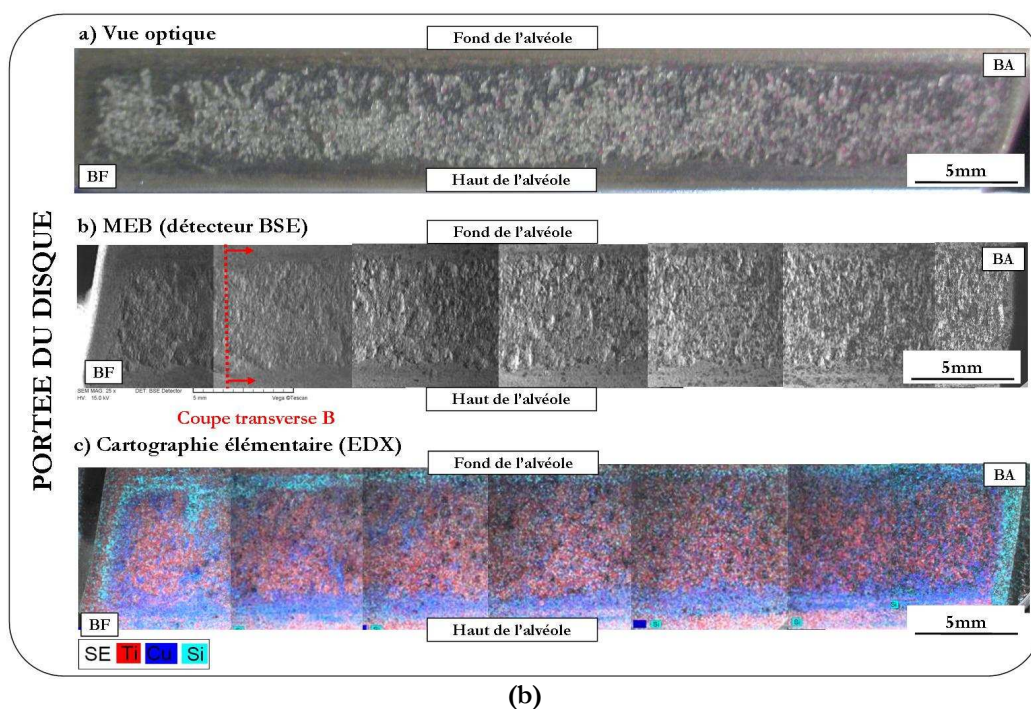 a) Vue optique
Fond de l'alvéole
BA
BF
Haut de l'alvéole
5mm
PORTEE DU DISQUE
b) MEB (détecteur BSE)
Fond de l'alvéole
BA
BF
5mm
SEM MAG: 25 x DET: BSE Detector
HV: 15.0 kV 5 mm Vega ©Tescan
Haut de l'alvéole
Coupe transverse B
c) Cartographie élémentaire (EDX)
Fond de l'alvéole
BA
BF
Haut de l'alvéole
5mm
SE Ti Cu Si
(b)